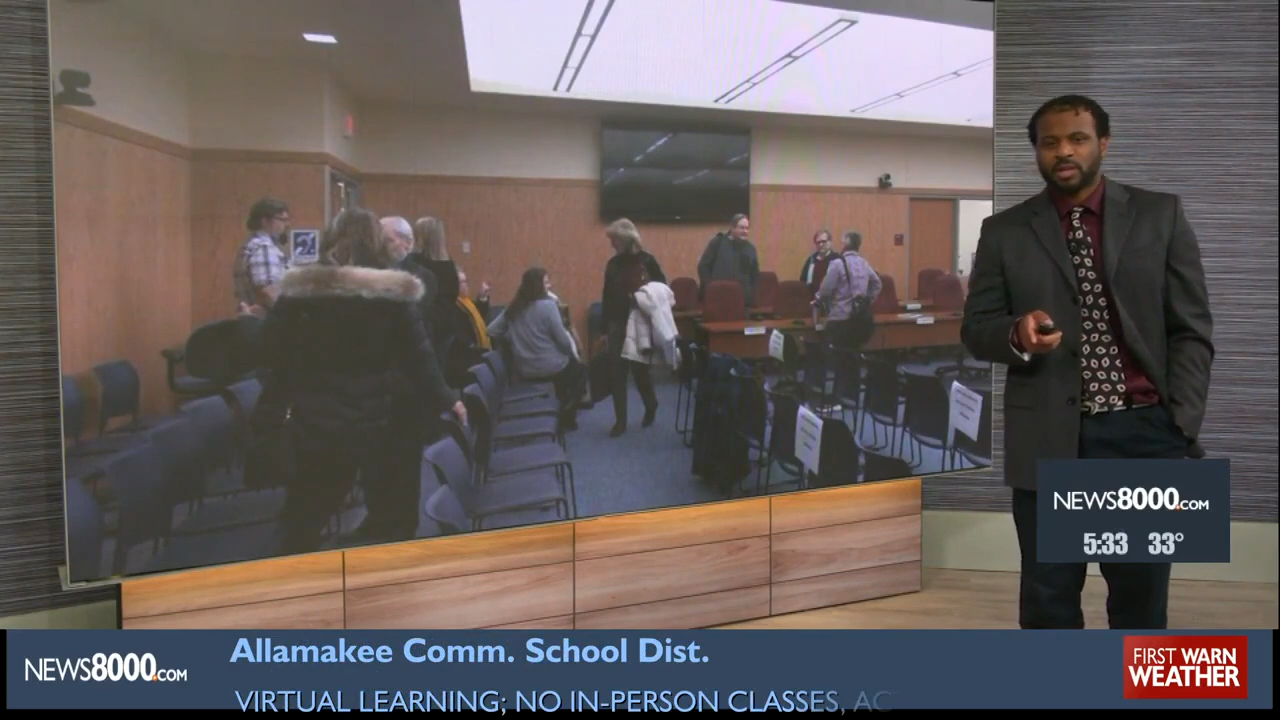 NEWS8000.COM
5:33 33°
NEWS8000.COM
Allamakee Comm. School Dist.
VIRTUAL LEARNING; NO IN-PERSON CLASSES, AC
FIRST WARN
WEATHER